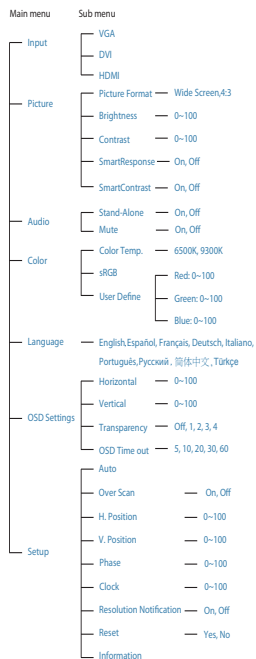 Main menu Sub menu
Input
VGA
DVI
HDMI
Picture
Picture Format Wide Screen,4:3
Brightness 0~100
Contrast 0~100
SmartResponse On, Off
SmartContrast On, Off
Audio
Stand-Alone On, Off
Mute On, Off
Color
Color Temp. 6500K, 9300K
sRGB
User Define
Red: 0~100
Green: 0~100
Blue: 0~100
Language
English,Español, Français, Deutsch, Italiano,
Português,Русский, 简体中文,Türkçe
OSD Settings
Horizontal 0~100
Vertical 0~100
Transparency Off, 1, 2, 3, 4
OSD Time out 5, 10, 20, 30, 60
Setup
Auto
Over Scan On, Off
H. Position 0~100
V. Position 0~100
Phase 0~100
Clock 0~100
Resolution Notification On, Off
Reset Yes, No
Information